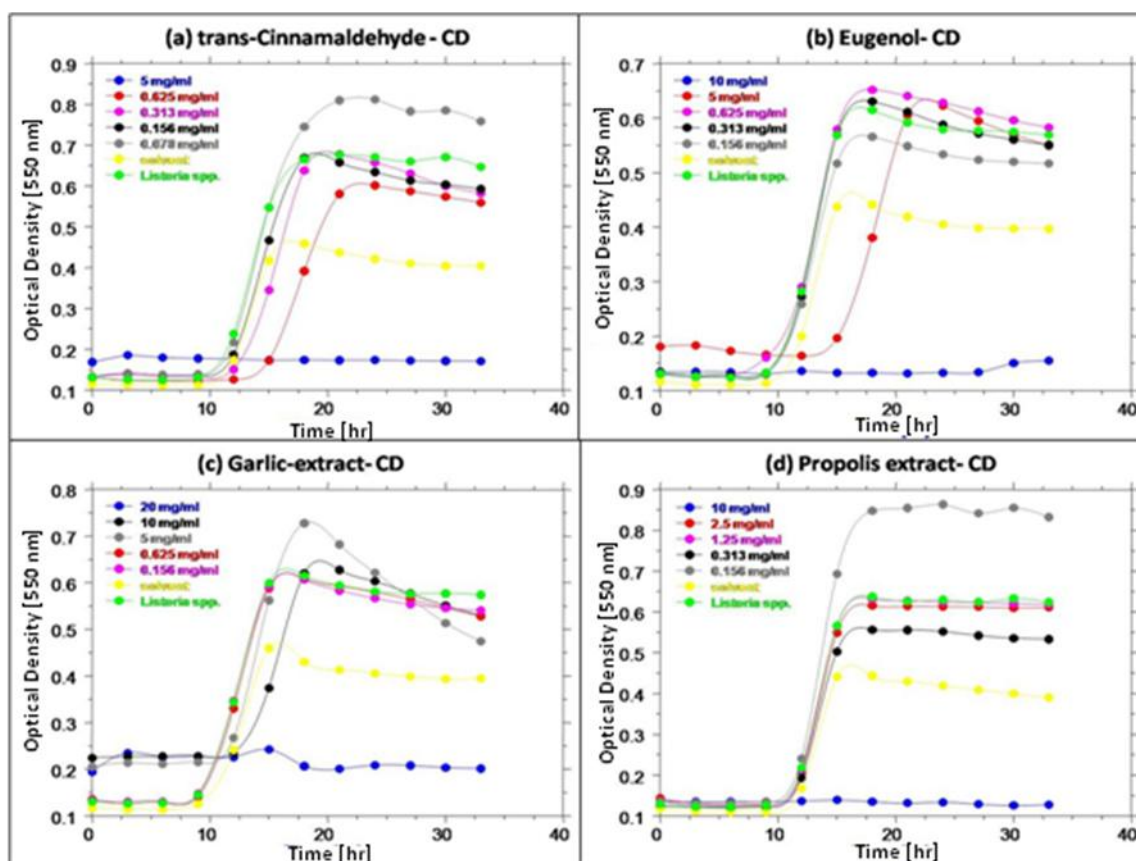 (a) trans-Cinnamaldehyde - CD
Optical Density [550 nm]
0.9
0.8
0.7
0.6
0.5
0.4
0.3
0.2
0.1
5 mg/ml
0.625 mg/ml
0.313 mg/ml
0.156 mg/ml
0.078 mg/ml
solvent
Listeria spp.
0
10
20
30
40
Time [hr]
(b) Eugenol- CD
Optical Density [550 nm]
0.7
0.6
0.5
0.4
0.3
0.2
0.1
10 mg/ml
5 mg/ml
0.625 mg/ml
0.313 mg/ml
0.156 mg/ml
solvent
Listeria spp.
0
10
20
30
40
Time [hr]
(c) Garlic-extract- CD
Optical Density [550 nm]
0.8
0.7
0.6
0.5
0.4
0.3
0.2
0.1
20 mg/ml
10 mg/ml
5 mg/ml
0.625 mg/ml
0.156 mg/ml
solvent
Listeria spp.
0
10
20
30
40
Time [hr]
(d) Propolis extract- CD
Optical Density [550 nm]
0.9
0.8
0.7
0.6
0.5
0.4
0.3
0.2
0.1
10 mg/ml
2.5 mg/ml
1.25 mg/ml
0.313 mg/ml
0.156 mg/ml
solvent
Listeria spp.
0
10
20
30
40
Time [hr]